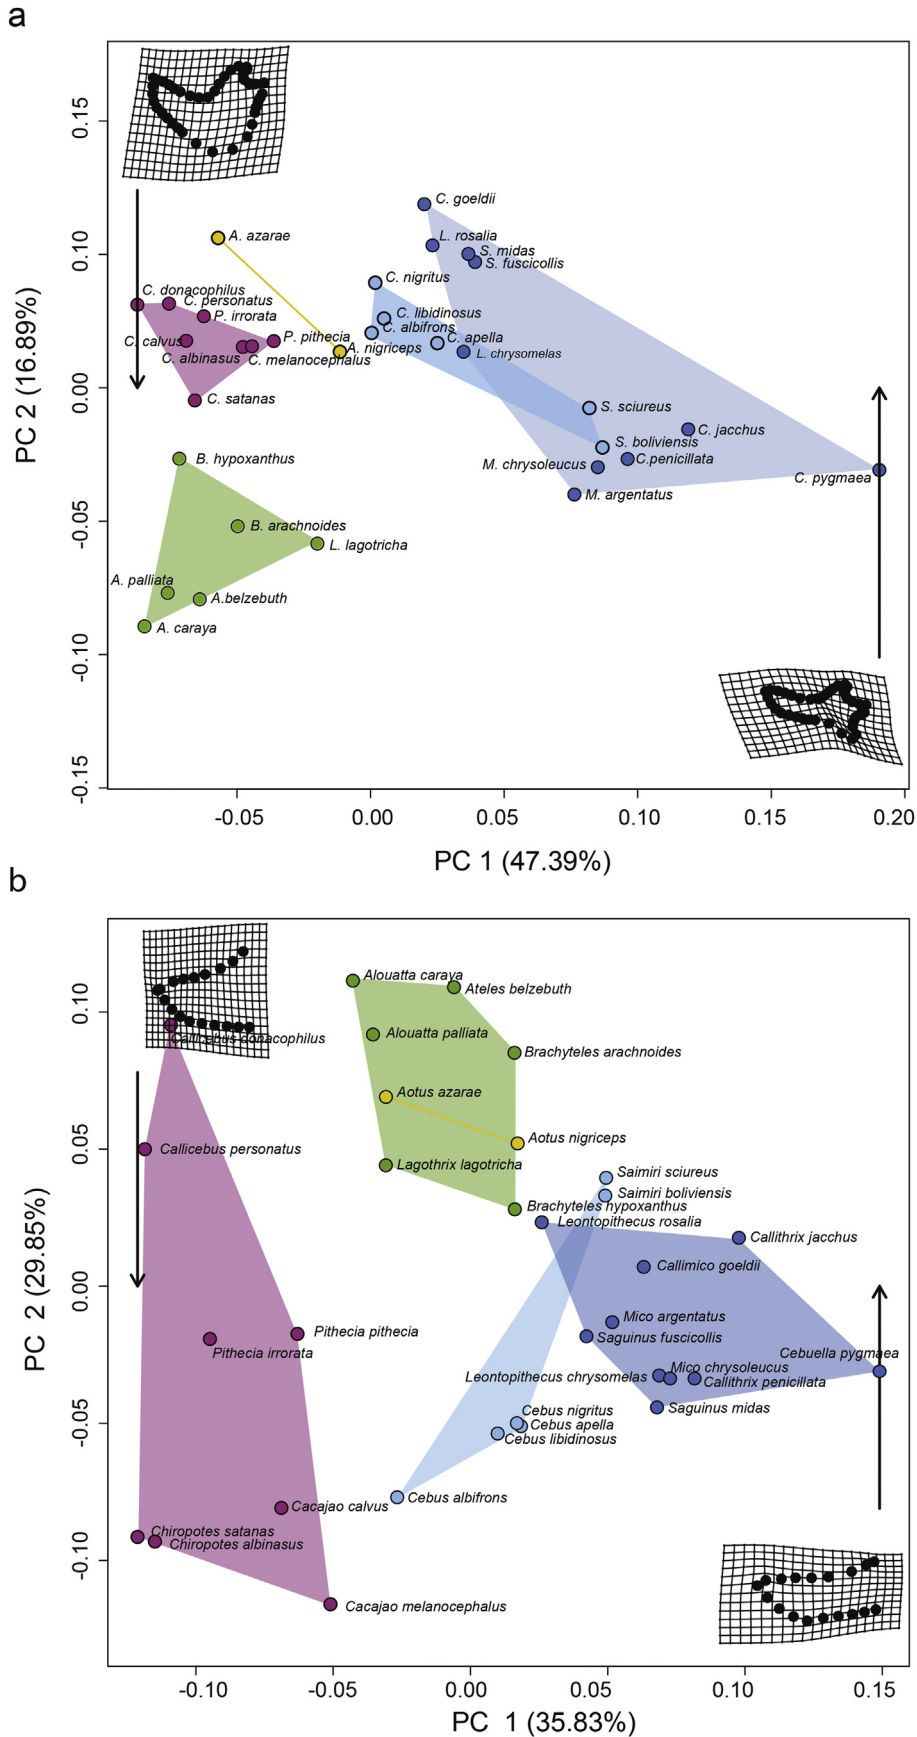 a
0.15
C. goeldii
A. azarae
L. rosalia
0.10
S. midas
S. fuscicollis
C. nigritus
C. donacophilus
C. personatus
P. irrorata
C. libidinosus
C. albifrons
0.05
P. pithecia
C. apella
C. calvus
A. nigriceps
L. chrysomelas
C. albinasus
C. melanocephalus
C. satanas
S. sciureus
0.00
PC 2 (16.89%)
C. jacchus
S. boliviensis
B. hypoxanthus
M. chrysoleucus
C.penicillata
C. pygmaea
M. argentatus
-0.05
B. arachnoides
L. lagotricha
A. palliata
A.belzebuth
A. caraya
-0.10
-0.15
-0.05
0.00
0.05
0.10
0.15
0.20
PC 1 (47.39%)
b
Alouatta caraya
Ateles belzebuth
0.10
Callicebus donacophilus
Alouatta palliata
Brachyteles arachnoides
Aotus azarae
Aotus nigriceps
0.05
Callicebus personatus
Lagothrix lagotricha
Saimiri sciureus
Saimiri boliviensis
Brachyteles hypoxanthus
Leontopithecus rosalia
Callithrix jacchus
Callimico goeldii
0.00
PC 2 (29.85%)
Mico argentatus
Pithecia pithecia
Saguinus fuscicollis
Pithecia irrorata
Cebuella pygmaea
Mico chrysoleucus
Leontopithecus chrysomelas
Callithrix penicillata
Saguinus midas
-0.05
Cebus nigritus
Cebus apella
Cebus libidinosus
Cebus albifrons
Cacajao calvus
Chiropotes satanas
Chiropotes albinasus
-0.10
Cacajao melanocephalus
-0.10
-0.05
0.00
0.05
0.10
0.15
PC 1 (35.83%)